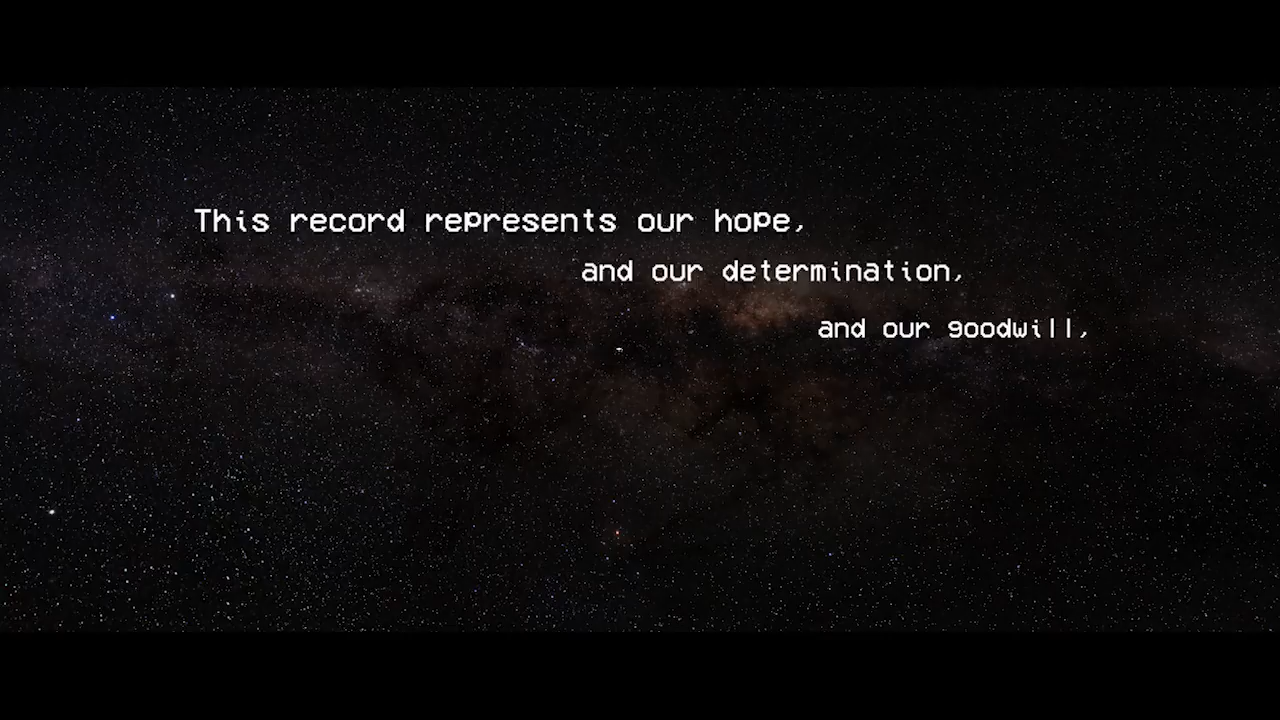 This record represents our hope,
and our determination,
and our goodwill,